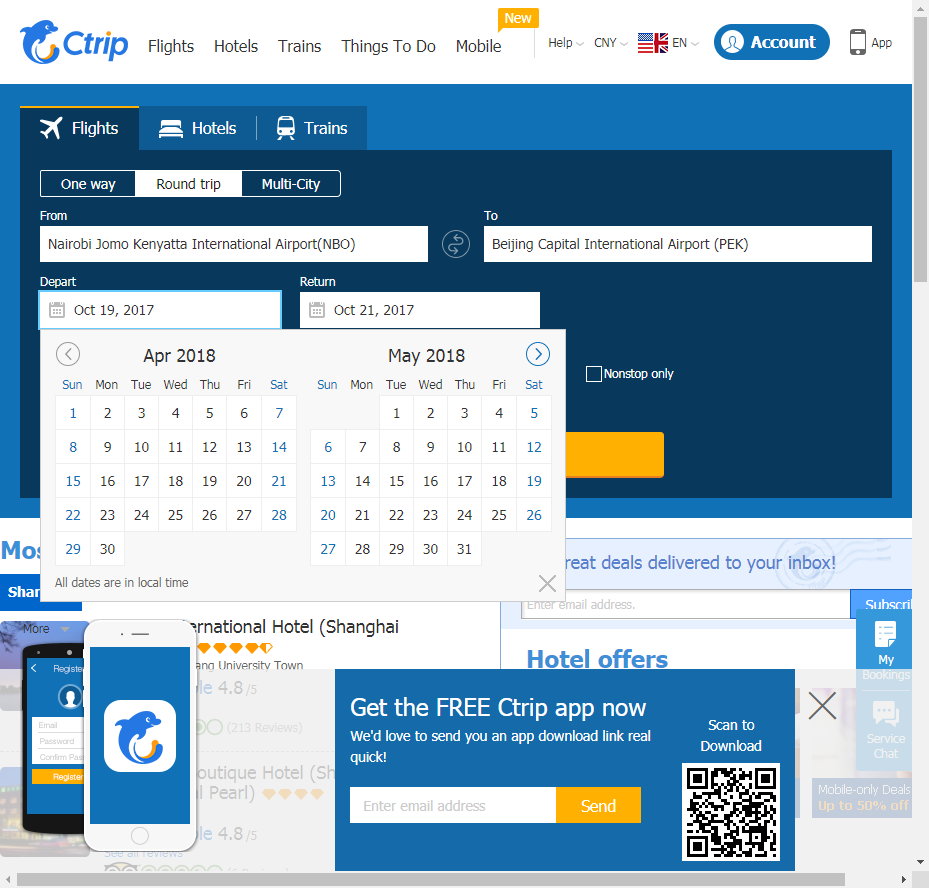 New
Ctrip Flights Hotels Trains Things To Do Mobile Help CNY EN Account App
Flights Hotels Trains
One way Round trip Multi-City
From To
Nairobi Jomo Kenyatta International Airport(NBO) Beijing Capital International Airport (PEK)
Depart Return
Oct 19, 2017 Oct 21, 2017
Apr 2018 May 2018
Nonstop only
Sun Mon Tue Wed Thu Fri Sat Sun Mon Tue Wed Thu Fri Sat
1 2 3 4 5 6 7 1 2 3 4 5
8 9 10 11 12 13 14 6 7 8 9 10 11 12
15 16 17 18 19 20 21 13 14 15 16 17 18 19
22 23 24 25 26 27 28 20 21 22 23 24 25 26
29 30 27 28 29 30 31
All dates are in local time
Mos
reat deals delivered to your inbox!
Shan
Enter email address. Subscri
More
ernational Hotel (Shanghai
ang University Town
Hotel offers
My
Bookings
Register
le 4.8/5
(213 Reviews)
Email
Password
Confirm Pas
Register
outique Hotel (Sh
l Pearl)
le 4.8/5
See all reviews
Get the FREE Ctrip app now
We'd love to send you an app download link real
quick!
Enter email address Send
Scan to
Download
Service
Chat
Mobile-only Deals
Up to 50% off